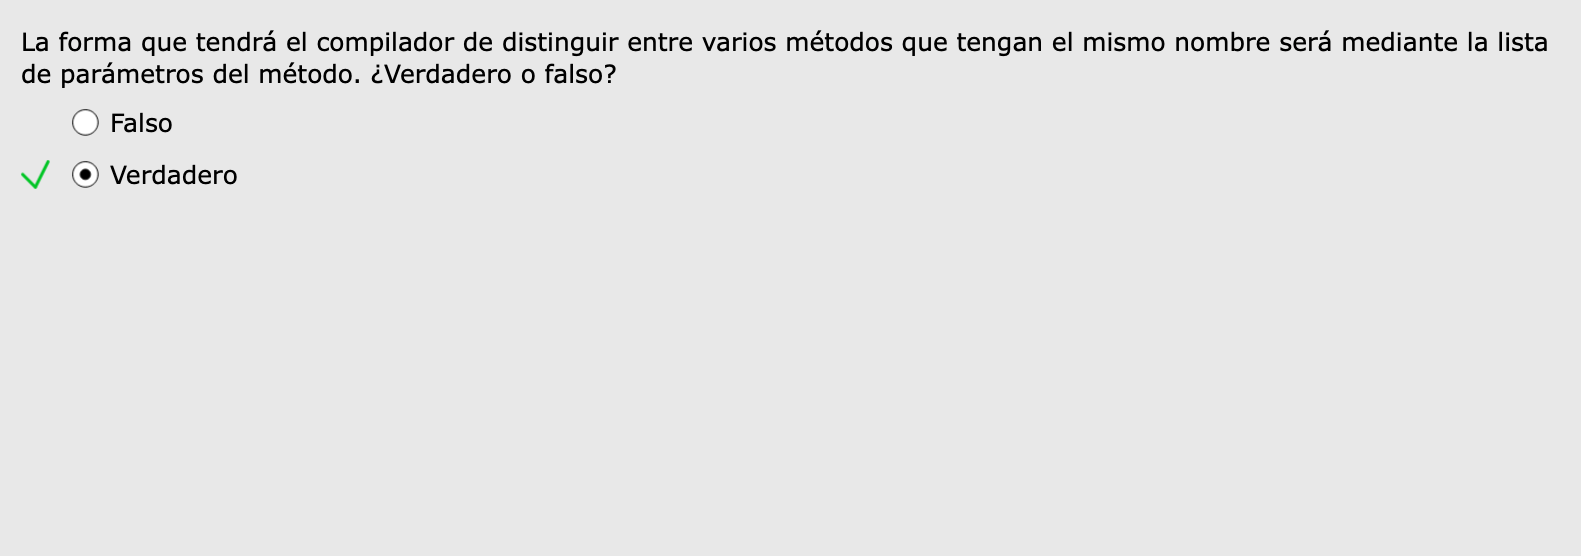 La forma que tendrá el compilador de distinguir entre varios métodos que tengan el mismo nombre será mediante la lista
de parámetros del método. ¿Verdadero o falso?
Falso
Verdadero